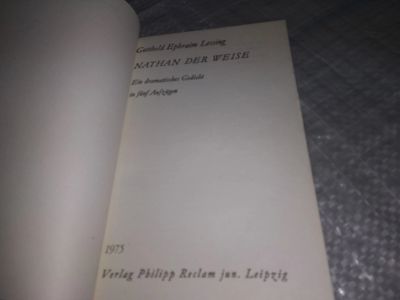 Gotthold Ephraim Lessing
NATHAN DER WEISE
Ein dramatisches Gedicht
in fünf Aufzügen
1975
Verlag Philipp Reclam jun. Leipzig